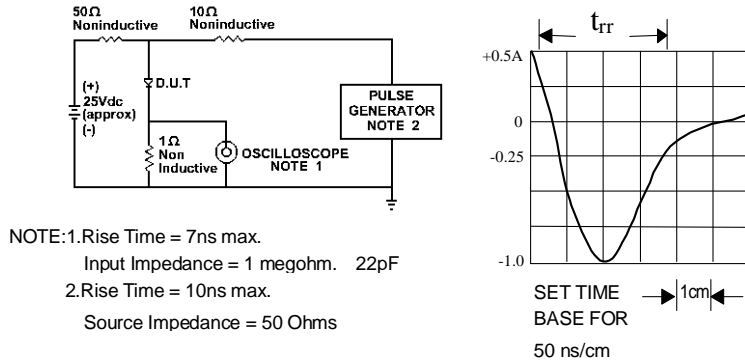 50Ω
Noninductive
10Ω
Noninductive
D.U.T
(+)
25Vdc
(approx)
(-)
1Ω
Non
Inductive
OSCILLOSCOPE
NOTE 1
PULSE
GENERATOR
NOTE 2
NOTE:1.Rise Time = 7ns max.
Input Impedance = 1 megohm. 22pF
2.Rise Time = 10ns max.
Source Impedance = 50 Ohms
trr
+0.5A
0
-0.25
-1.0
SET TIME
BASE FOR
50 ns/cm
1cm